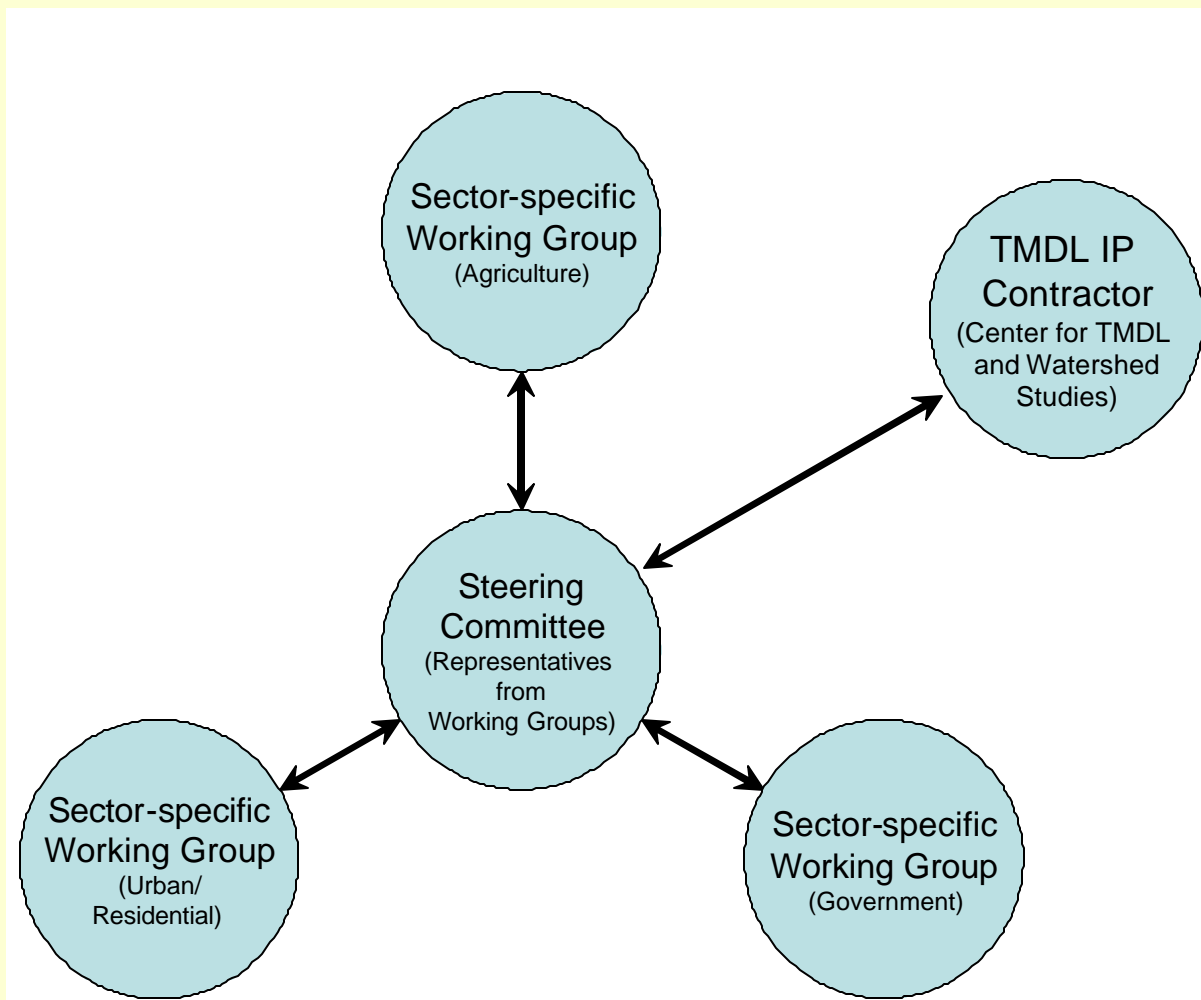 Sector-specific
Working Group
(Agriculture)
TMDL IP
Contractor
(Center for TMDL
and Watershed
Studies)
Steering
Committee
(Representatives
from
Working Groups)
Sector-specific
Working Group
(Urban/
Residential)
Sector-specific
Working Group
(Government)